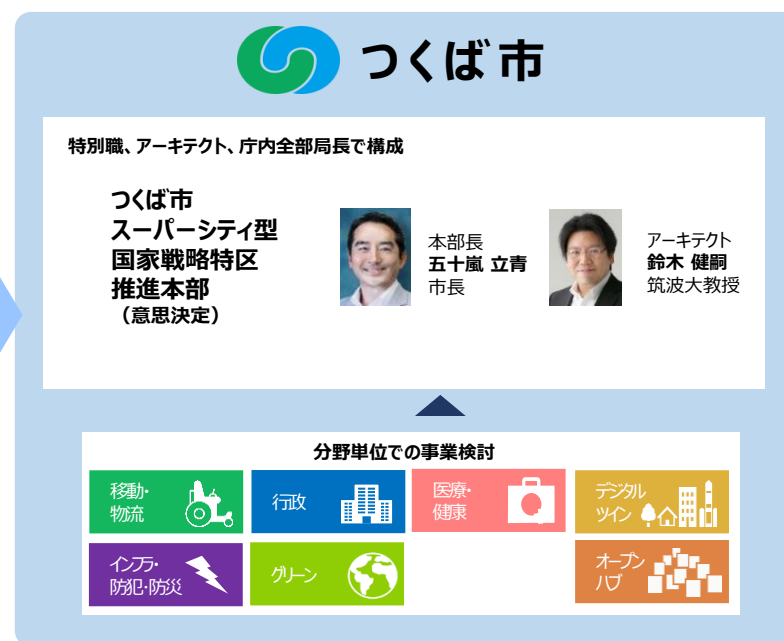 つくば市
特別職、アーキテクト、庁内全部局長で構成
つくば市
スーパーシティ型
国家戦略特区
推進本部
（意思決定）
本部長
五十嵐 立青
市長
アーキテクト
鈴木 健嗣
筑波大教授
分野単位での事業検討
移動・
物流
行政
医療・
健康
デジタル
ツイン
インフラ・
防犯・防災
グリーン
オープン
ハブ